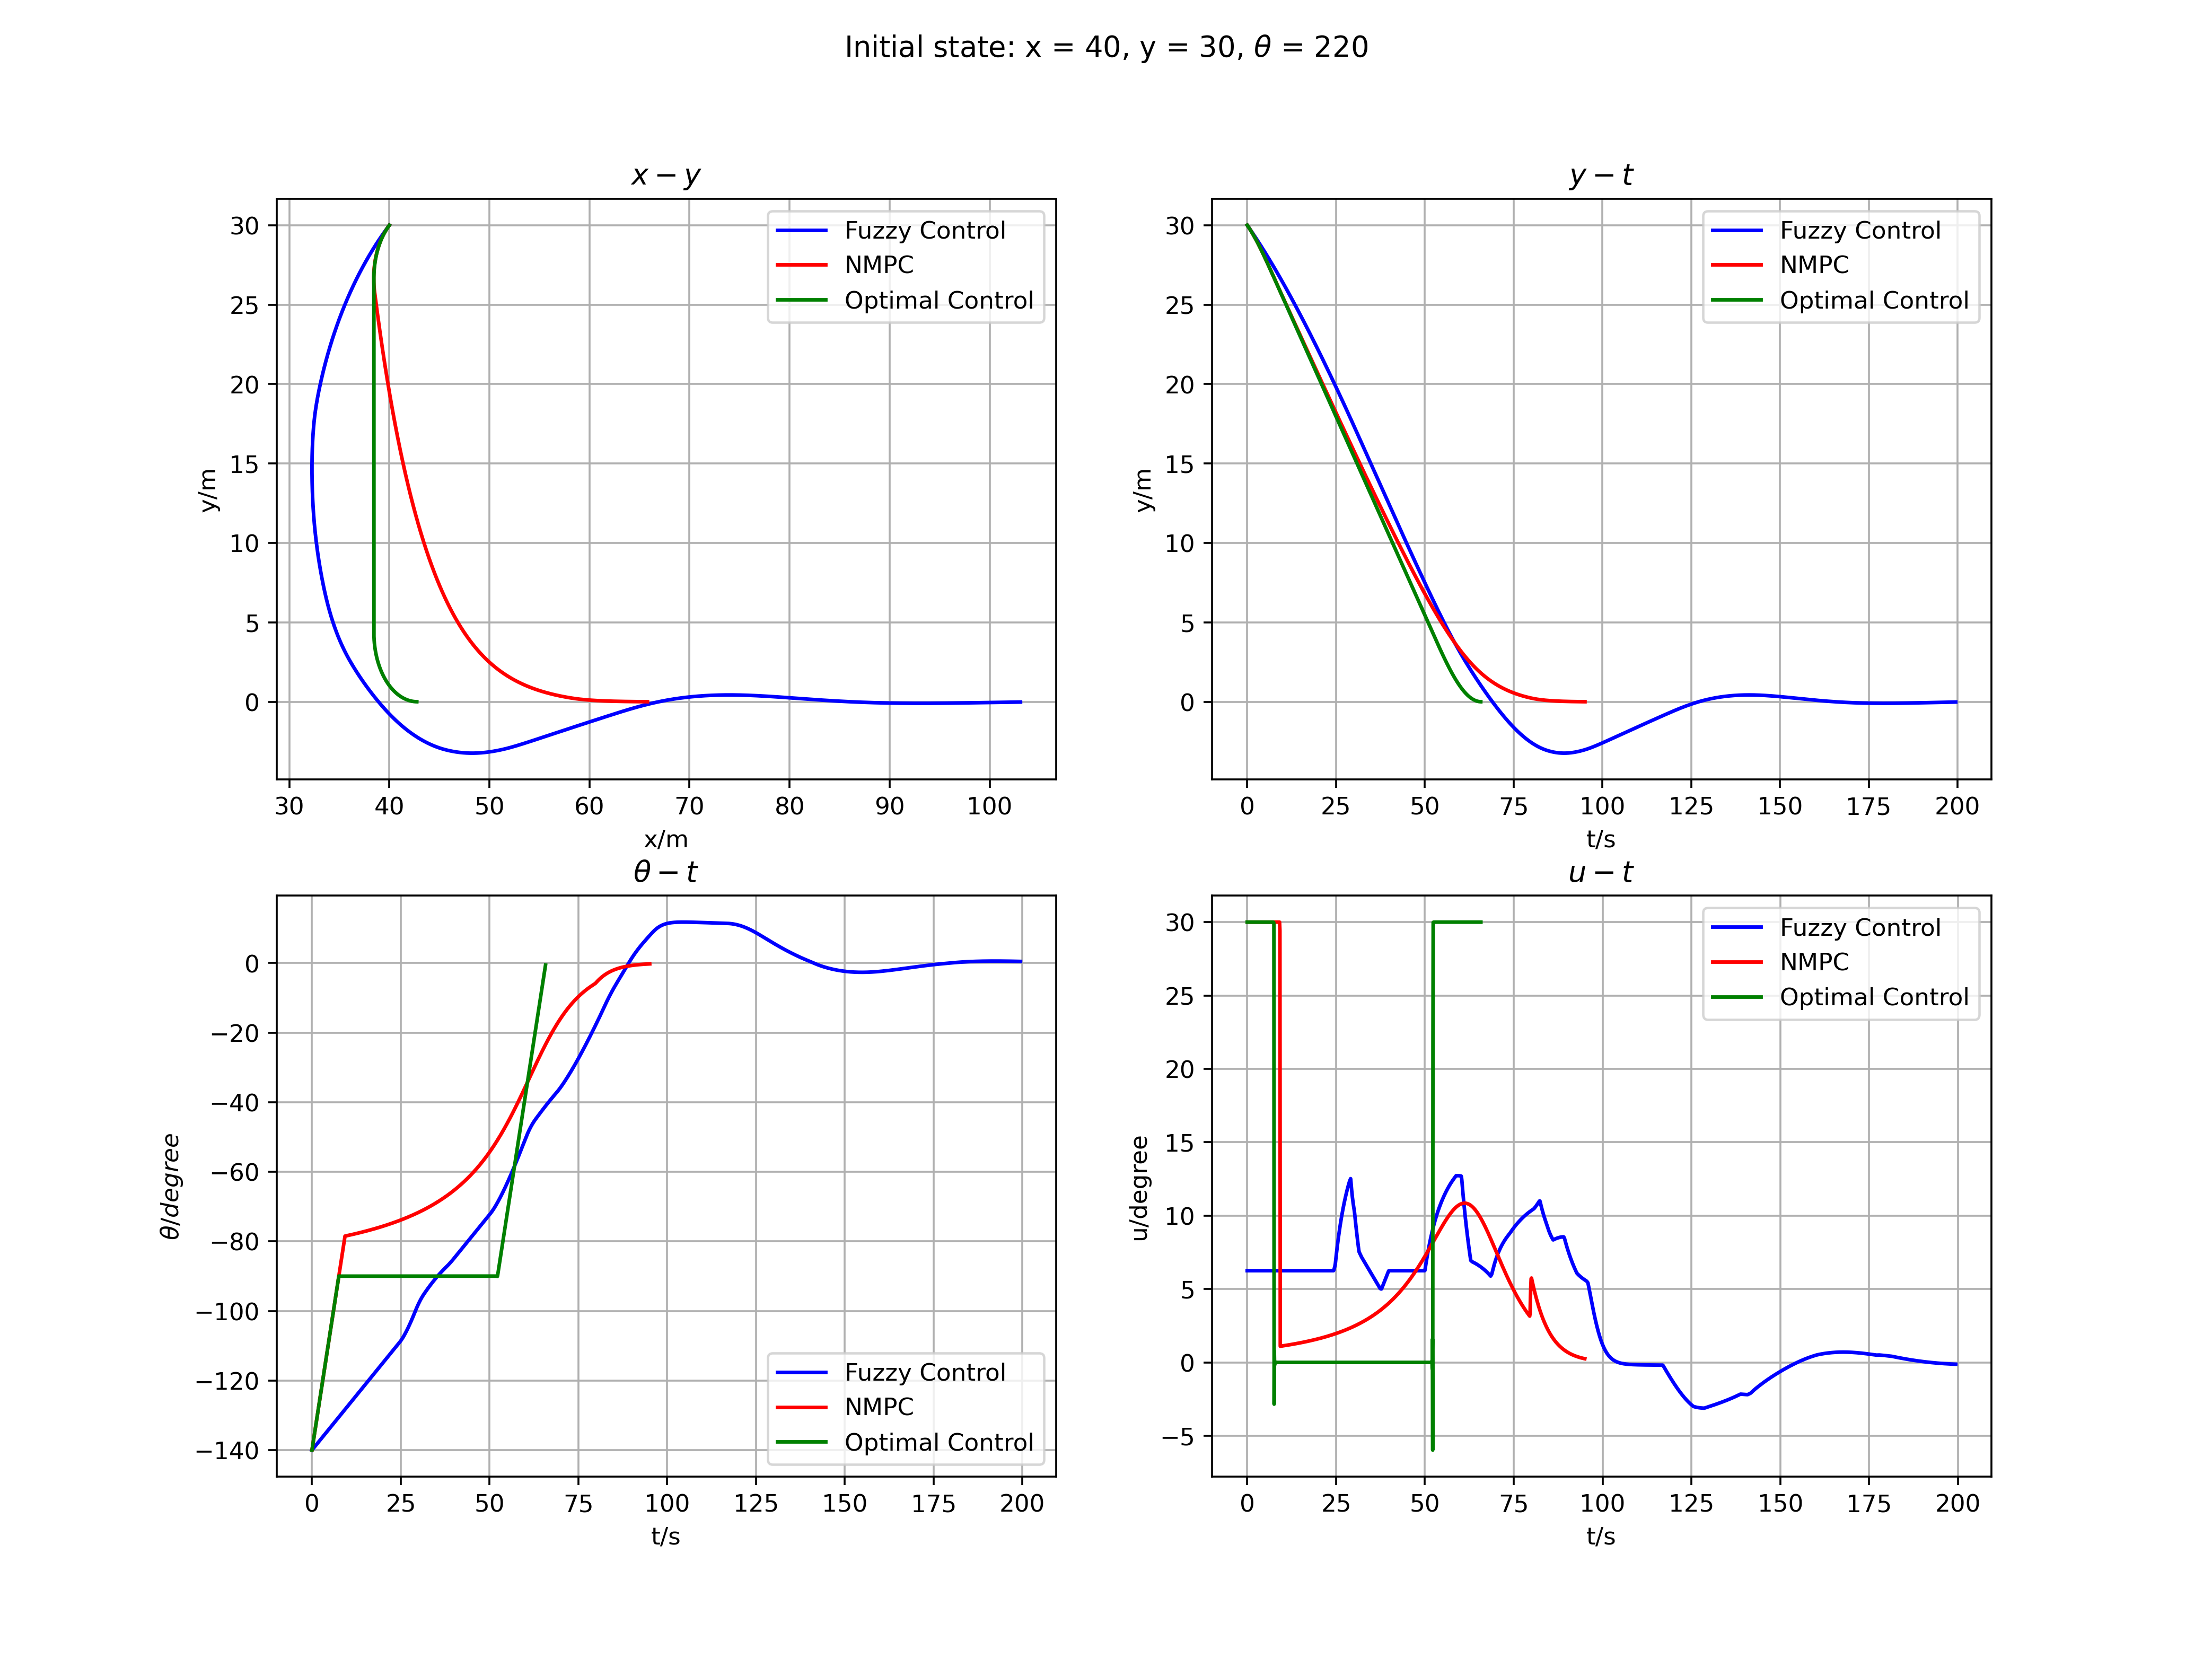 Initial state: x = 40, y = 30, θ = 220
x − y
30
25
20
15
10
5
0
y/m
30 40 50 60 70 80 90 100
x/m
Fuzzy Control
NMPC
Optimal Control
y − t
30
25
20
15
10
5
0
y/m
0 25 50 75 100 125 150 175 200
t/s
Fuzzy Control
NMPC
Optimal Control
θ − t
0
−20
−40
−60
−80
−100
−120
−140
θ/degree
0 25 50 75 100 125 150 175 200
t/s
Fuzzy Control
NMPC
Optimal Control
u − t
30
25
20
15
10
5
0
−5
u/degree
0 25 50 75 100 125 150 175 200
t/s
Fuzzy Control
NMPC
Optimal Control